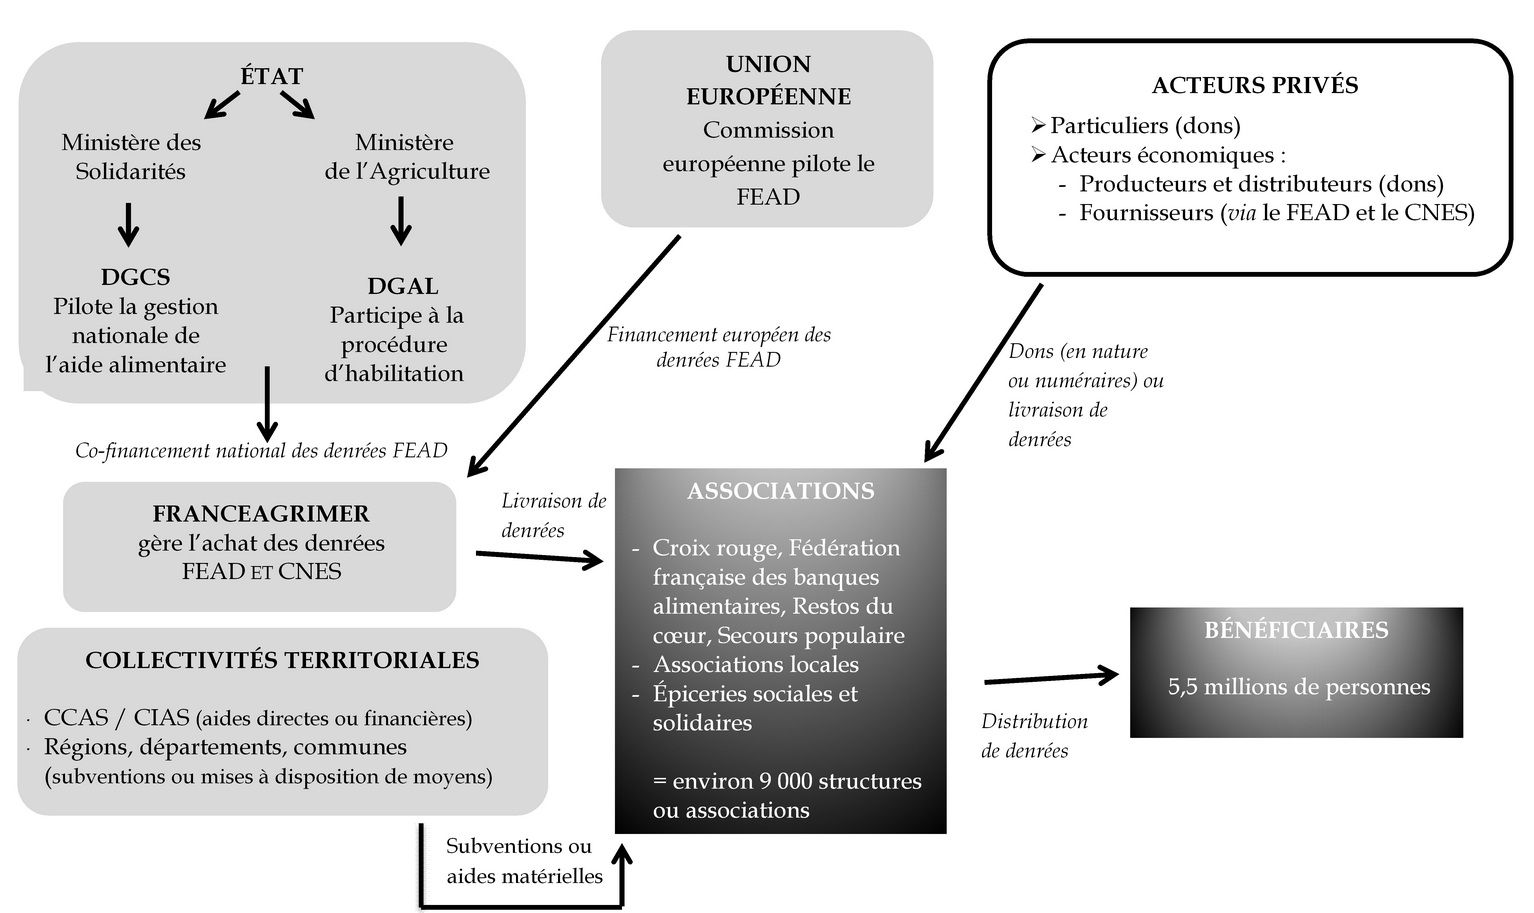 ÉTAT
Ministère des
Solidarités
Ministère
de l’Agriculture
DGCS
Pilote la gestion
nationale de
l’aide alimentaire
DGAL
Participe à la
procédure
d’habilitation
UNION
EUROPÉENNE
Commission
européenne pilote le
FEAD
ACTEURS PRIVÉS
➢ Particuliers (dons)
➢ Acteurs économiques :
- Producteurs et distributeurs (dons)
- Fournisseurs (via le FEAD et le CNES)
Financement européen des
denrées FEAD
Dons (en nature
ou numéraires) ou
livraison de
denrées
Co-financement national des denrées FEAD
FRANCEAGRIMER
gère l’achat des denrées
FEAD ET CNES
Livraison de
denrées
ASSOCIATIONS
- Croix rouge, Fédération
française des banques
alimentaires, Restos du
cœur, Secours populaire
- Associations locales
- Épiceries sociales et
solidaires
= environ 9 000 structures
ou associations
BÉNÉFICIAIRES
5,5 millions de personnes
Distribution
de denrées
COLLECTIVITÉS TERRITORIALES
· CCAS / CIAS (aides directes ou financières)
· Régions, départements, communes
(subventions ou mises à disposition de moyens)
Subventions ou
aides matérielles